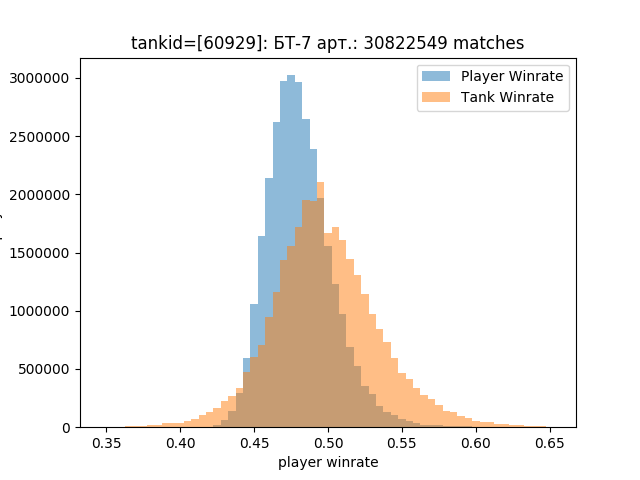 tankid=[60929]: БТ-7 арт.: 30822549 matches
Player Winrate
Tank Winrate
3000000
2500000
2000000
1500000
1000000
500000
0
0.35 0.40 0.45 0.50 0.55 0.60 0.65
player winrate